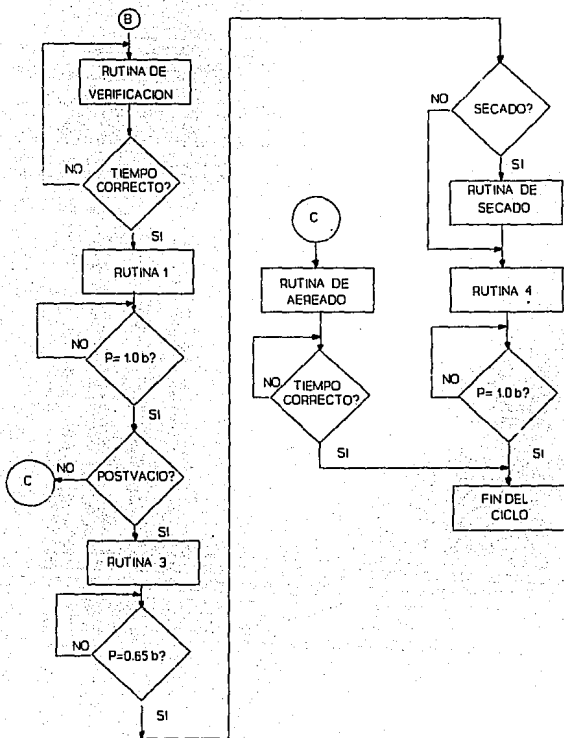 B
RUTINA DE
VERIFICACION
NO
TIEMPO
CORRECTO?
SI
RUTINA 1
NO
P= 1.0 b?
SI
C
NO
POSTVACIO?
SI
RUTINA 3
NO
P=0.65 b?
SI
C
RUTINA DE
AEREADO
NO
TIEMPO
CORRECTO?
SI
NO
SECADO?
SI
RUTINA DE
SECADO
RUTINA 4
NO
P= 1.0 b?
SI
FIN DEL
CICLO